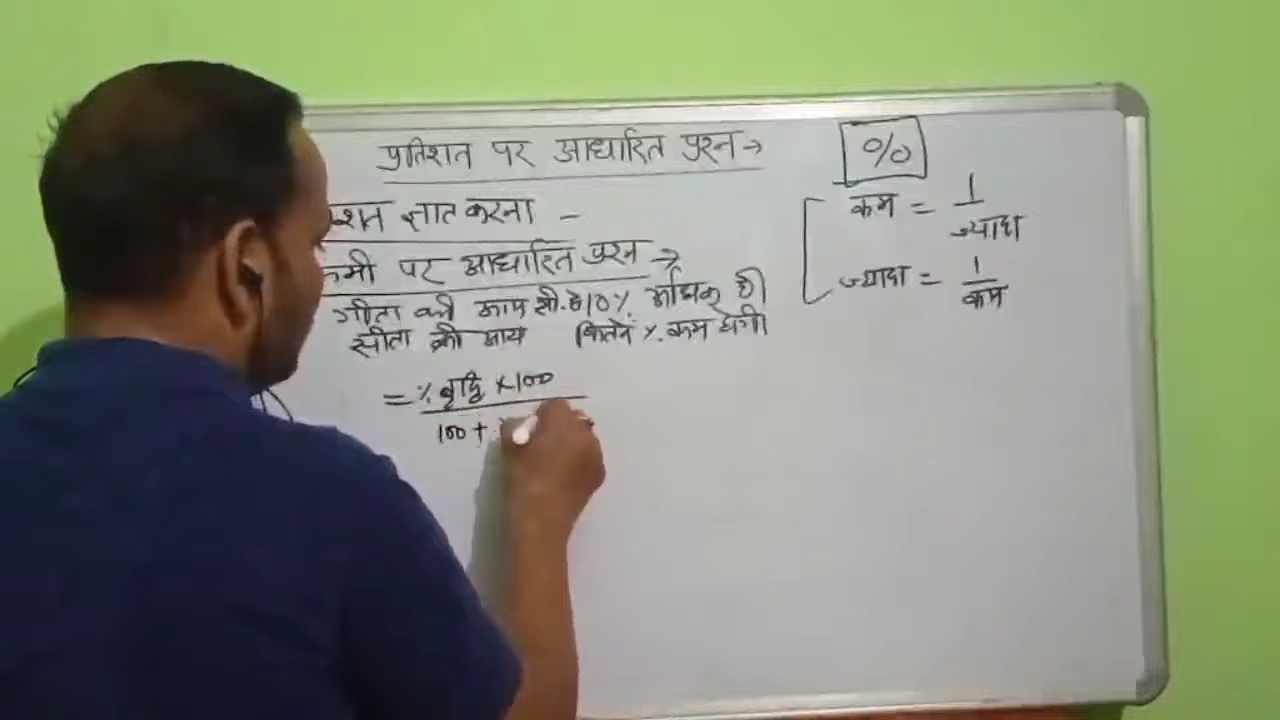 प्रतिशत पर आधारित प्रश्न →
ज्ञात करना -
कमी पर आधारित प्रश्न →
गीता की आय सी. से 10% अधिक है।
सीता की आय कितने % कम होगी
= % वृद्धि × 100
100 +
%
कम = 1
ज्यादा
ज्यादा = 1
कम